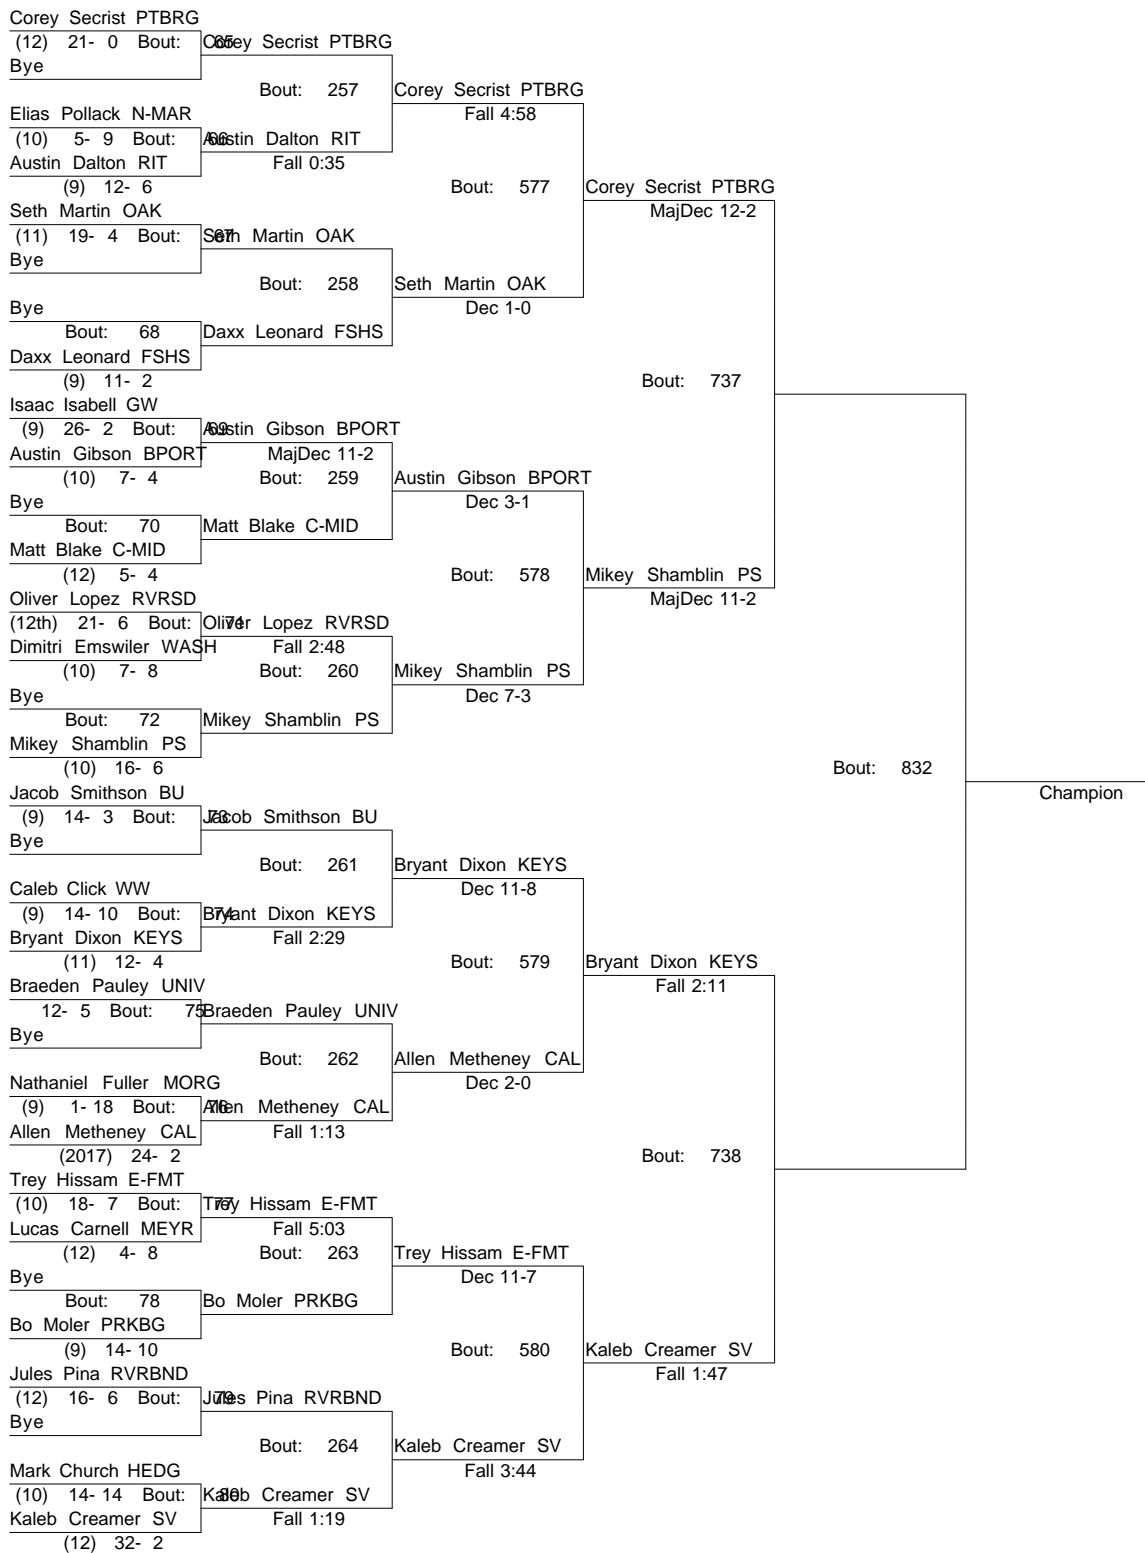 Corey Secrist PTBRG
(12) 21- 0 Bout: 65
Corey Secrist PTBRG
Bye
Bout: 257
Corey Secrist PTBRG
Fall 4:58
Elias Pollack N-MAR
(10) 5- 9 Bout: 66
Austin Dalton RIT
Austin Dalton RIT
Fall 0:35
(9) 12- 6
Bout: 577
Corey Secrist PTBRG
MajDec 12-2
Seth Martin OAK
(11) 19- 4 Bout: 67
Seth Martin OAK
Bye
Bout: 258
Seth Martin OAK
Dec 1-0
Bye
Bout: 68
Daxx Leonard FSHS
Daxx Leonard FSHS
(9) 11- 2
Bout: 737
Isaac Isabell GW
(9) 26- 2 Bout: 69
Austin Gibson BPORT
Austin Gibson BPORT
MajDec 11-2
(10) 7- 4
Bout: 259
Austin Gibson BPORT
Dec 3-1
Bye
Bout: 70
Matt Blake C-MID
Matt Blake C-MID
(12) 5- 4
Bout: 578
Mikey Shamblin PS
MajDec 11-2
Oliver Lopez RVRSD
(12th) 21- 6 Bout: 71
Oliver Lopez RVRSD
Dimitri Emswiler WASH
Fall 2:48
(10) 7- 8
Bout: 260
Mikey Shamblin PS
Dec 7-3
Bye
Bout: 72
Mikey Shamblin PS
Mikey Shamblin PS
(10) 16- 6
Bout: 832
Champion
Jacob Smithson BU
(9) 14- 3 Bout: 73
Jacob Smithson BU
Bye
Bout: 261
Bryant Dixon KEYS
Dec 11-8
Caleb Click WW
(9) 14- 10 Bout: 74
Bryant Dixon KEYS
Bryant Dixon KEYS
Fall 2:29
(11) 12- 4
Bout: 579
Bryant Dixon KEYS
Fall 2:11
Braeden Pauley UNIV
12- 5 Bout: 75
Braeden Pauley UNIV
Bye
Bout: 262
Allen Metheney CAL
Dec 2-0
Nathaniel Fuller MORG
(9) 1- 18 Bout: 76
Allen Metheney CAL
Allen Metheney CAL
Fall 1:13
(2017) 24- 2
Bout: 738
Trey Hissam E-FMT
(10) 18- 7 Bout: 77
Trey Hissam E-FMT
Lucas Carnell MEYR
Fall 5:03
(12) 4- 8
Bout: 263
Trey Hissam E-FMT
Dec 11-7
Bye
Bout: 78
Bo Moler PRKBG
Bo Moler PRKBG
(9) 14- 10
Bout: 580
Kaleb Creamer SV
Fall 1:47
Jules Pina RVRBND
(12) 16- 6 Bout: 79
Jules Pina RVRBND
Bye
Bout: 264
Kaleb Creamer SV
Fall 3:44
Mark Church HEDG
(10) 14- 14 Bout: 80
Kaleb Creamer SV
Kaleb Creamer SV
Fall 1:19
(12) 32- 2